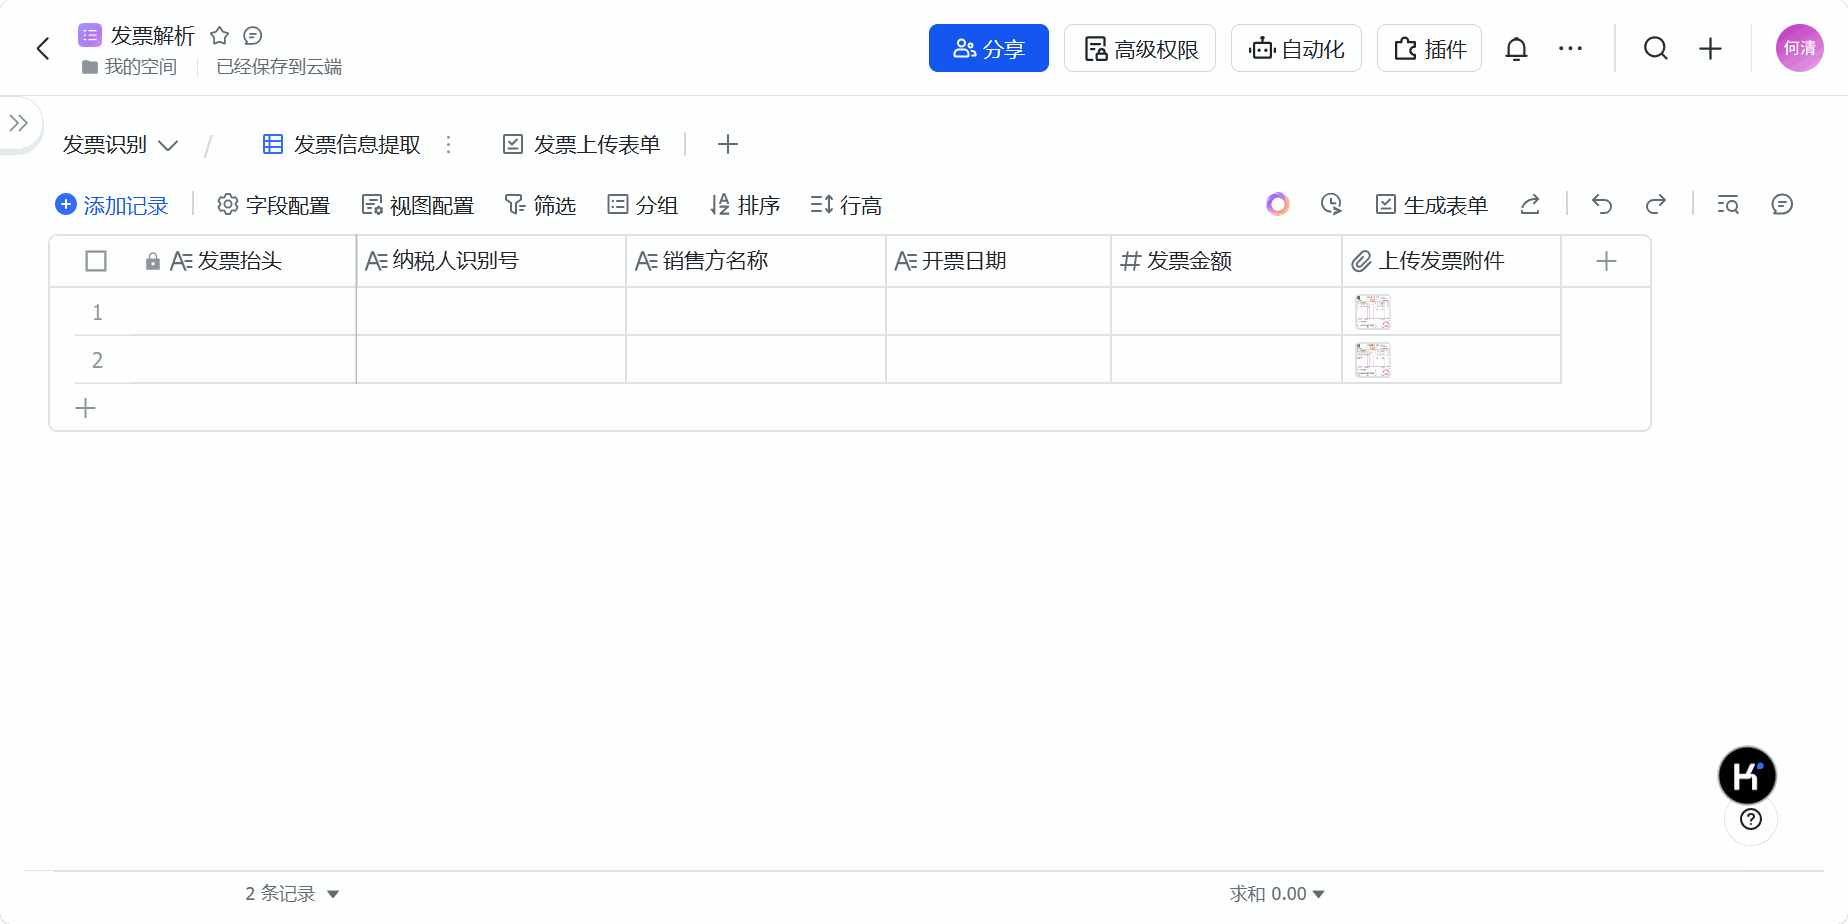 发票解析
我的空间 已经保存到云端
分享 高级权限 自动化 插件 何清
发票识别 / 发票信息提取 发票上传表单
添加记录 字段配置 视图配置 筛选 分组 排序 行高 生成表单
发票抬头 纳税人识别号 销售方名称 开票日期 发票金额 上传发票附件
1
2
2 条记录 求和 0.00